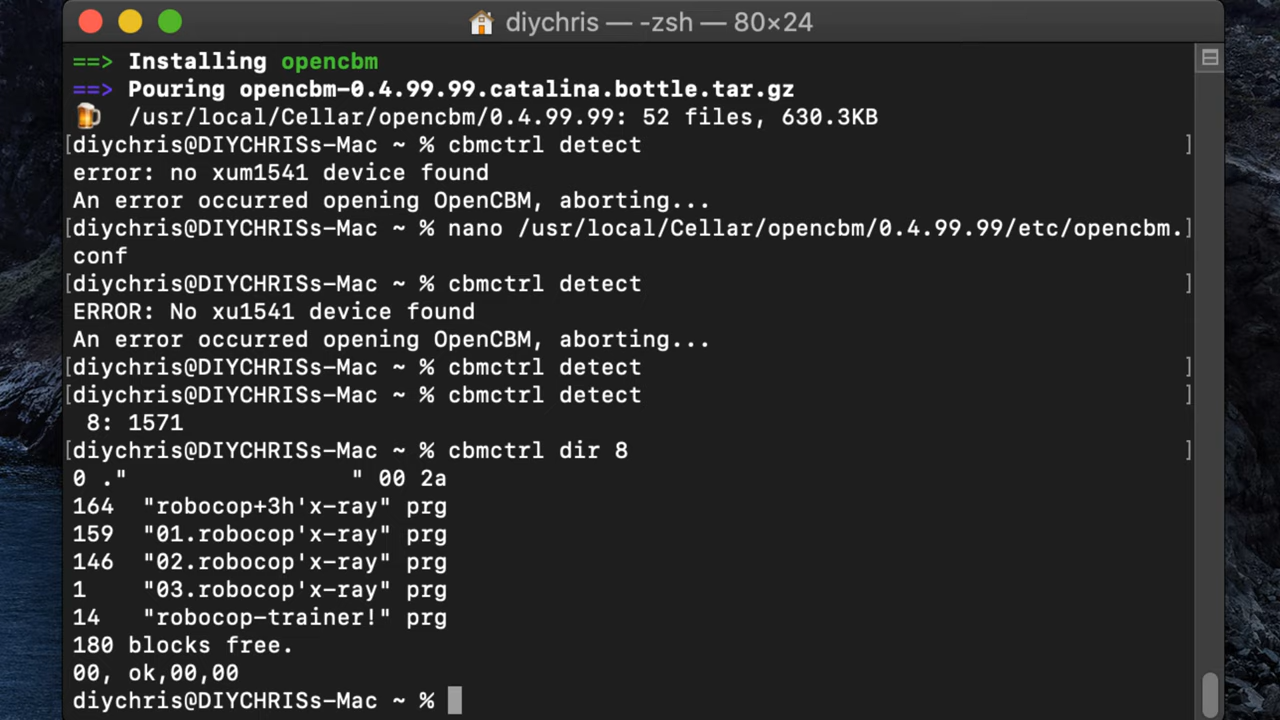 diychris — -zsh — 80×24
==> Installing opencbm
==> Pouring opencbm-0.4.99.99.catalina.bottle.tar.gz
🍺 /usr/local/Cellar/opencbm/0.4.99.99: 52 files, 630.3KB
[diychris@DIYCHRISs-Mac ~ % cbmctrl detect ]
error: no xum1541 device found
An error occurred opening OpenCBM, aborting...
[diychris@DIYCHRISs-Mac ~ % nano /usr/local/Cellar/opencbm/0.4.99.99/etc/opencbm.]
conf
[diychris@DIYCHRISs-Mac ~ % cbmctrl detect ]
ERROR: No xu1541 device found
An error occurred opening OpenCBM, aborting...
[diychris@DIYCHRISs-Mac ~ % cbmctrl detect ]
[diychris@DIYCHRISs-Mac ~ % cbmctrl detect ]
 8: 1571
[diychris@DIYCHRISs-Mac ~ % cbmctrl dir 8 ]
0 ."                 " 00 2a
164  "robocop+3h'x-ray" prg
159  "01.robocop'x-ray" prg
146  "02.robocop'x-ray" prg
1    "03.robocop'x-ray" prg
14   "robocop-trainer!" prg
180 blocks free.
00, ok,00,00
diychris@DIYCHRISs-Mac ~ %